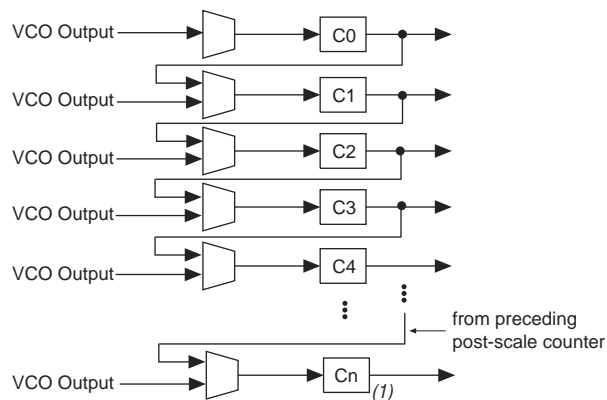 VCO Output
C0
VCO Output
C1
VCO Output
C2
VCO Output
C3
VCO Output
C4
from preceding
post-scale counter
VCO Output
Cn
(1)